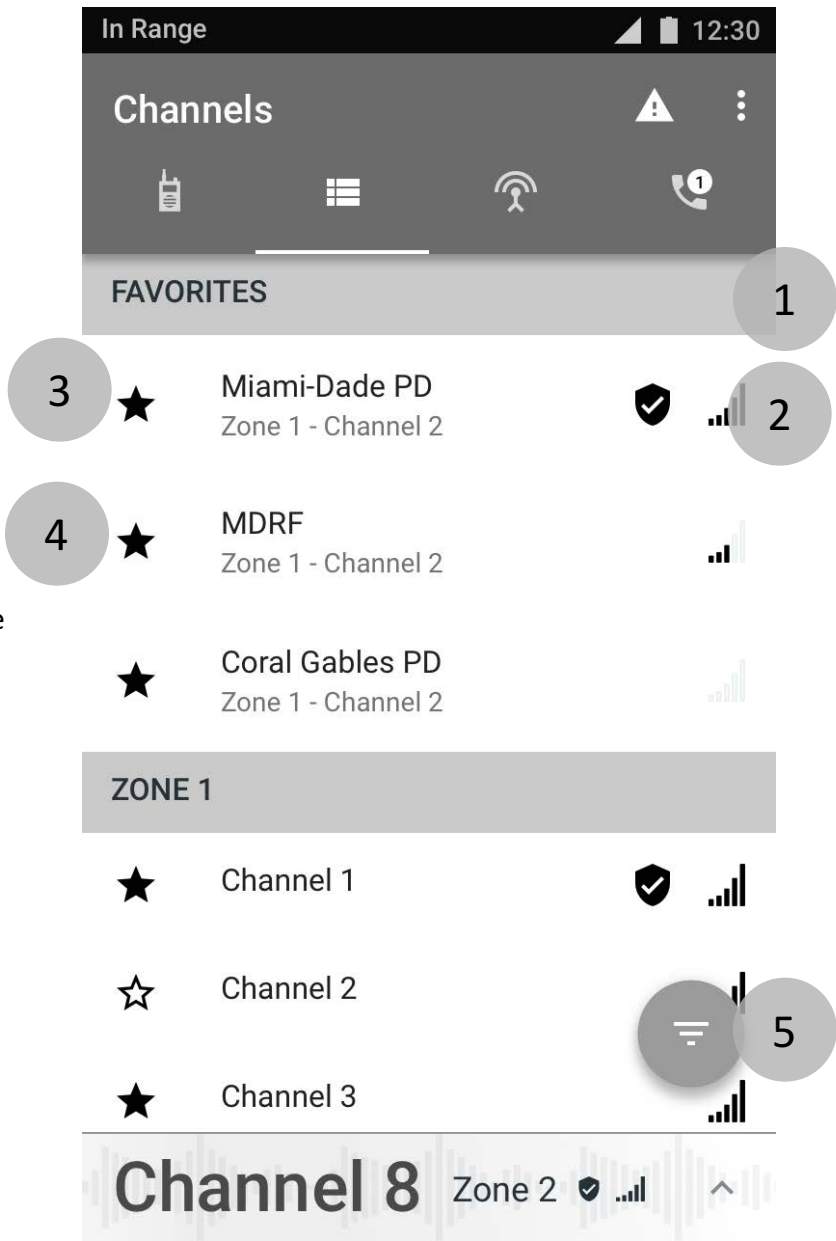 In Range 12:30
Channels
1
FAVORITES
1
3
Miami-Dade PD
Zone 1 - Channel 2
2
4
MDRF
Zone 1 - Channel 2
e
Coral Gables PD
Zone 1 - Channel 2
ZONE 1
Channel 1
Channel 2
5
Channel 3
Channel 8 Zone 2